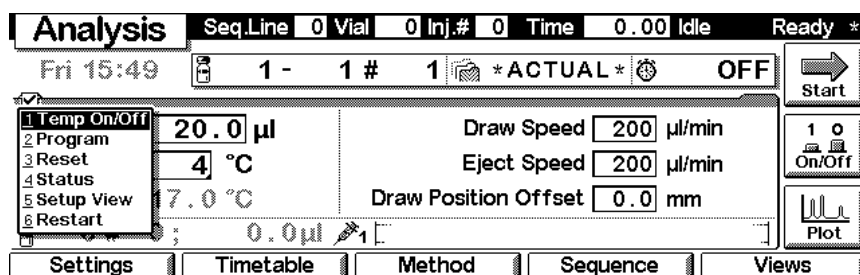 Analysis Seq.Line 0 Vial 0 Inj.# 0 Time 0.00 Idle Ready *
Fri 15:49 1 - 1 # 1 *ACTUAL* OFF
Start
1 Temp On/Off
2 Program
3 Reset
4 Status
5 Setup View
6 Restart
20.0 µl
4 °C
17.0 °C
0.0µl
1
Draw Speed 200 µl/min
Eject Speed 200 µl/min
Draw Position Offset 0.0 mm
1 0
On/Off
Plot
Settings Timetable Method Sequence Views